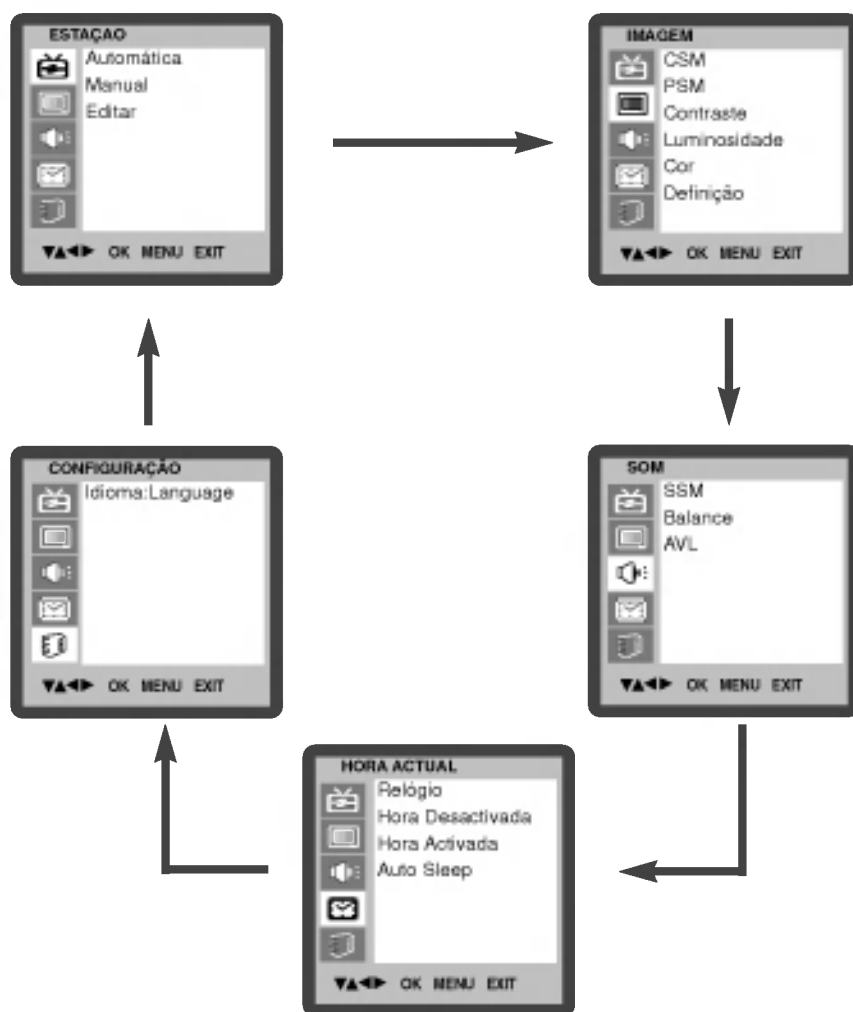 ESTAÇAO
Automática
Manual
Editar
▼▲◀▶ OK MENU EXIT
IMAGEM
CSM
PSM
Contraste
Luminosidade
Cor
Definição
▼▲◀▶ OK MENU EXIT
CONFIGURAÇÃO
Idioma:Language
▼▲◀▶ OK MENU EXIT
SOM
SSM
Balance
AVL
▼▲◀▶ OK MENU EXIT
HORA ACTUAL
Relógio
Hora Desactivada
Hora Activada
Auto Sleep
▼▲◀▶ OK MENU EXIT